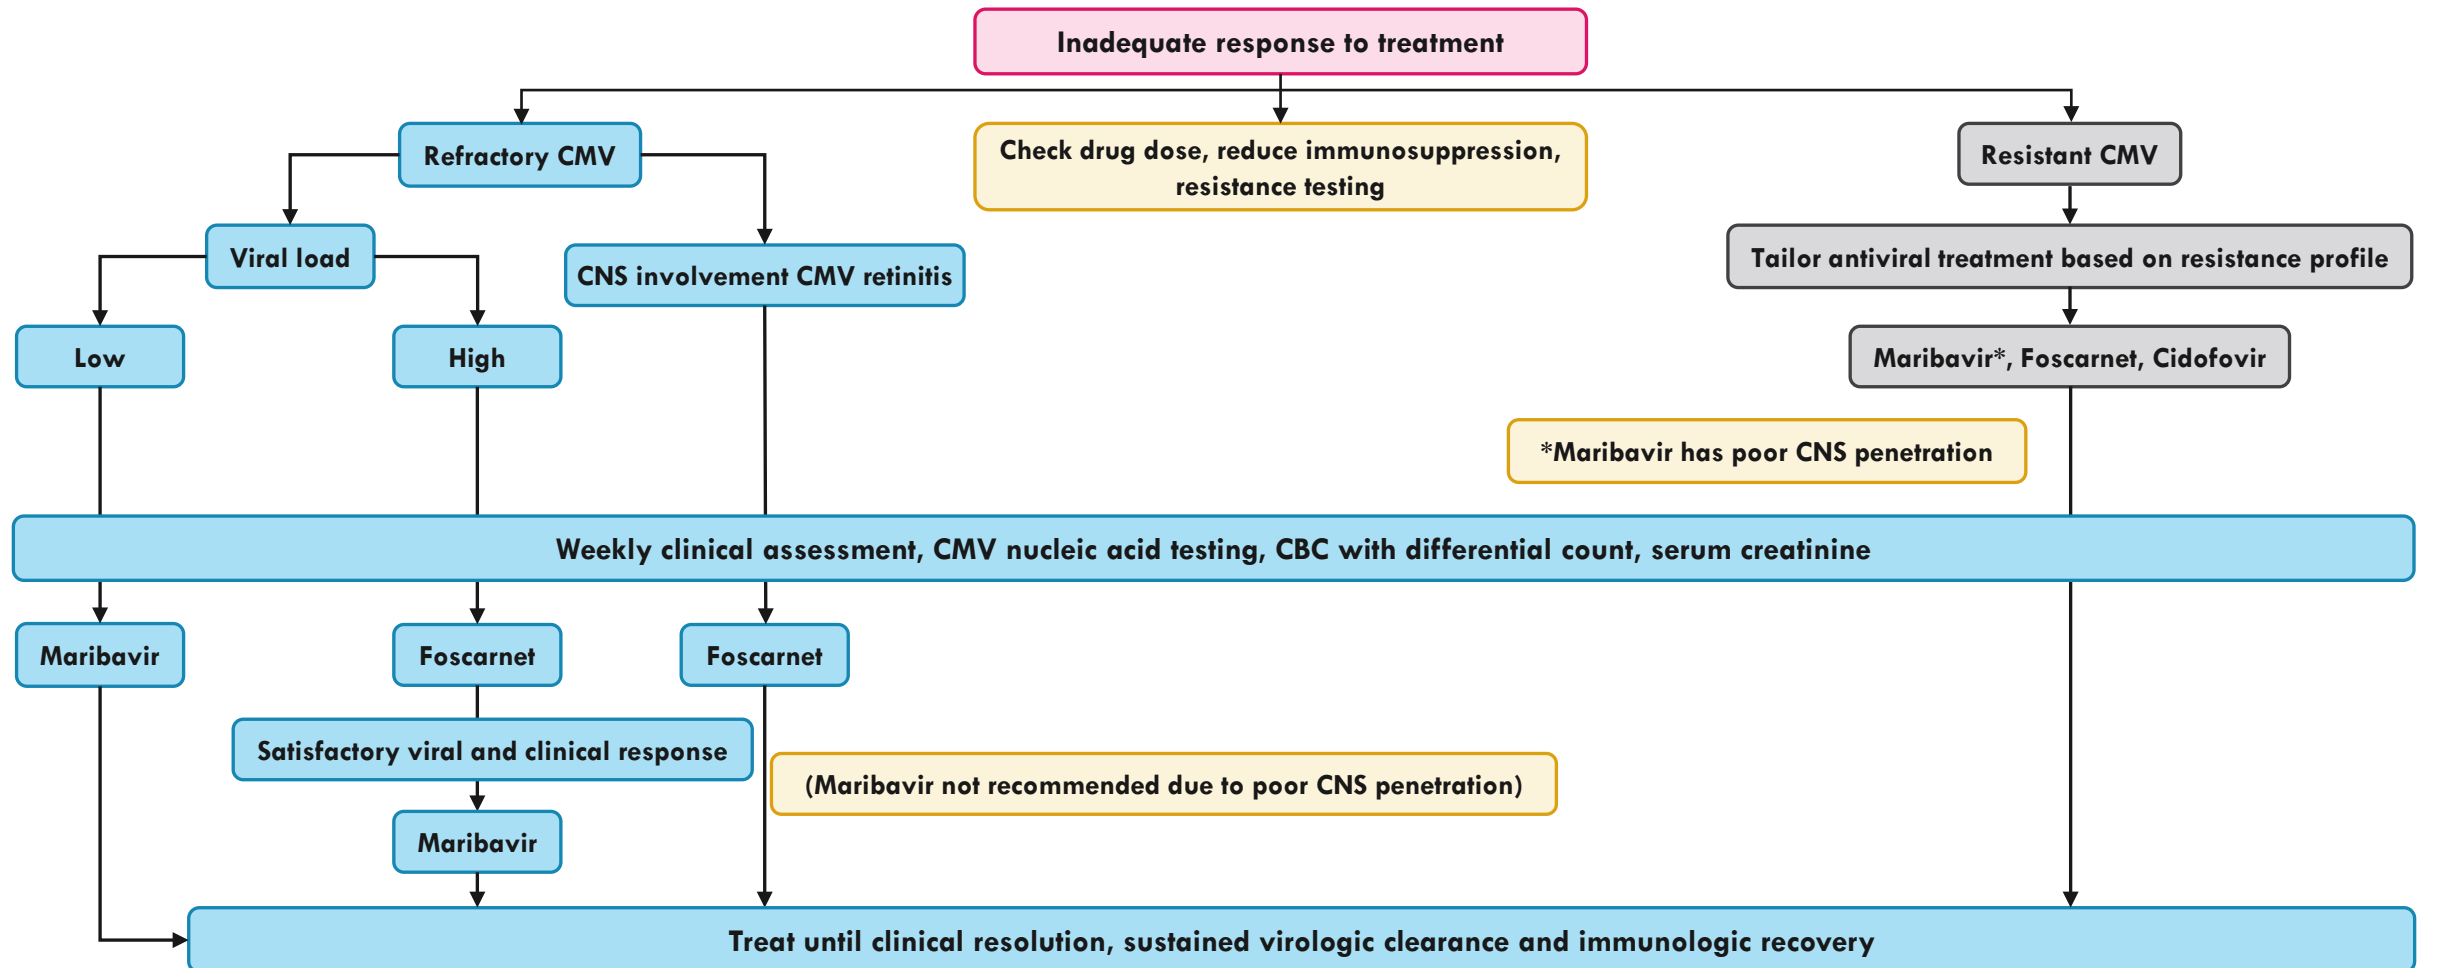 Inadequate response to treatment
Refractory CMV
Check drug dose, reduce immunosuppression,
resistance testing
Resistant CMV
Viral load
CNS involvement CMV retinitis
Tailor antiviral treatment based on resistance profile
Low
High
Maribavir*, Foscarnet, Cidofovir
*Maribavir has poor CNS penetration
Weekly clinical assessment, CMV nucleic acid testing, CBC with differential count, serum creatinine
Maribavir
Foscarnet
Foscarnet
Satisfactory viral and clinical response
(Maribavir not recommended due to poor CNS penetration)
Maribavir
Treat until clinical resolution, sustained virologic clearance and immunologic recovery